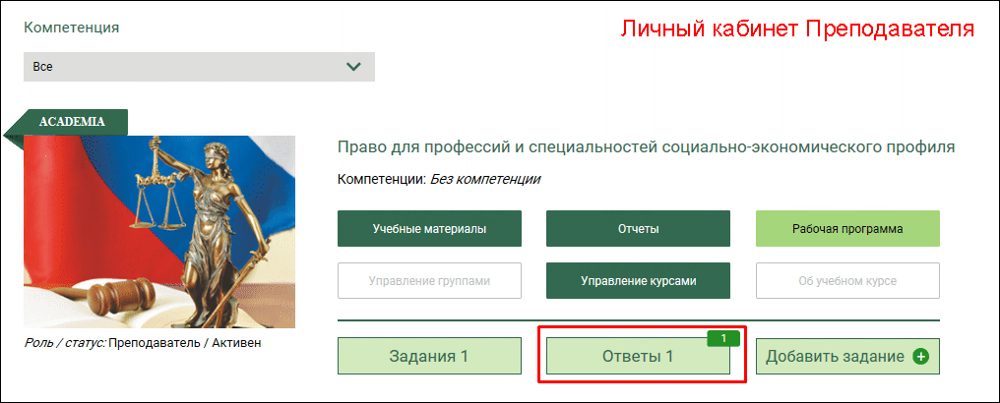 Компетенция
Личный кабинет Преподавателя
Все
ACADEMIA
Право для профессий и специальностей социально-экономического профиля
Компетенции: Без компетенции
Учебные материалы
Отчеты
Рабочая программа
Управление группами
Управление курсами
Об учебном курсе
Роль / статус: Преподаватель / Активен
Задания 1
Ответы 1
1
Добавить задание